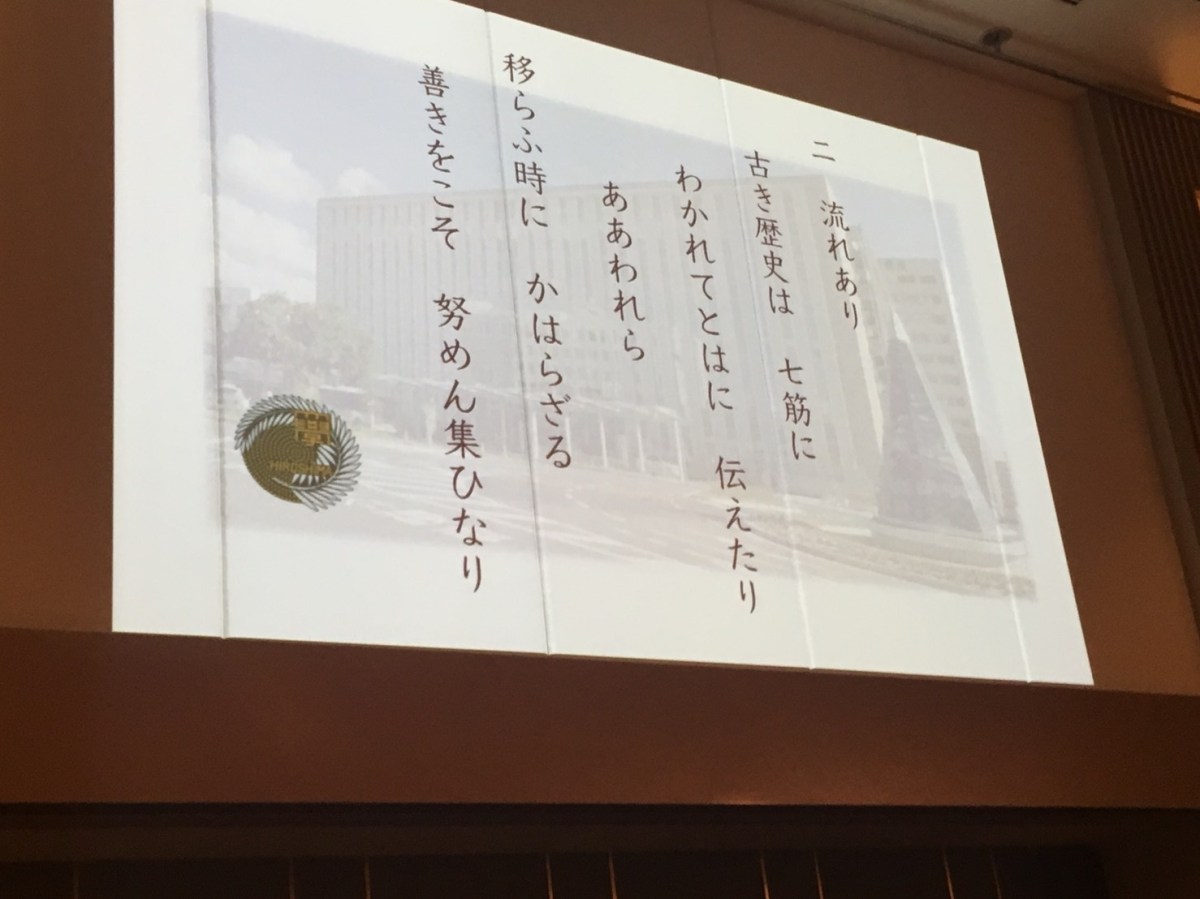 二 流れあり
古き歴史は 七筋に
わかれてとはに 伝えたり
ああわれら
移らふ時に かはらざる
善きをこそ 努めん集ひなり
HIROSHIMA